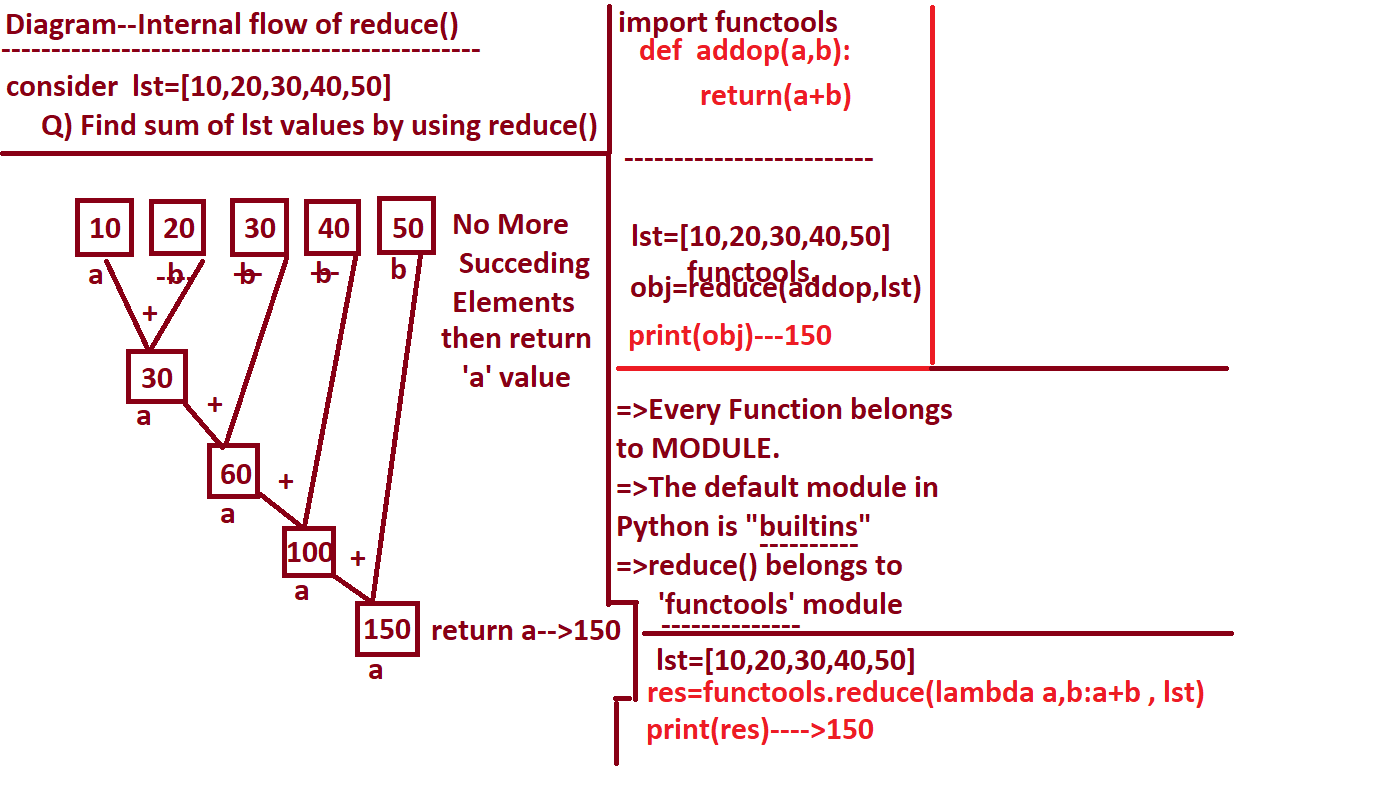 Diagram--Internal flow of reduce()
------------------------------------------------
consider lst=[10,20,30,40,50]
Q) Find sum of lst values by using reduce()
10 20 30 40 50
a b b b b
+
30
a
+
60
a
+
100
a
+
150
a
No More
Succeding
Elements
then return
'a' value
return a-->150
import functools
def addop(a,b):
return(a+b)
-------------------------
lst=[10,20,30,40,50]
functools.
obj=reduce(addop,lst)
print(obj)---150
=>Every Function belongs
to MODULE.
=>The default module in
Python is "builtins"
----------
=>reduce() belongs to
'functools' module
--------------
lst=[10,20,30,40,50]
res=functools.reduce(lambda a,b:a+b , lst)
print(res)---->150